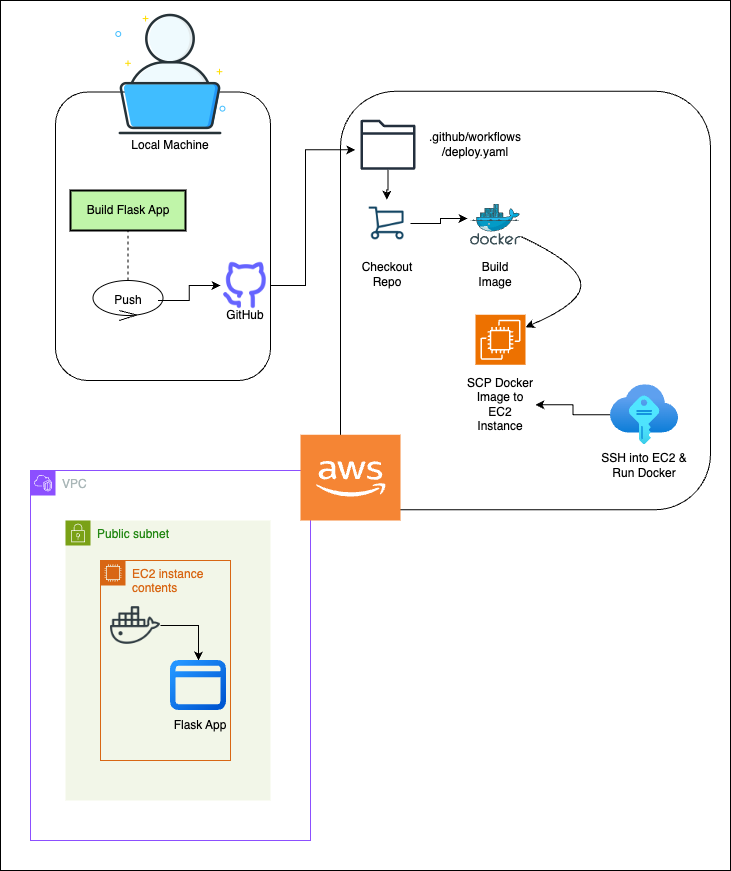 Local Machine
Build Flask App
Push
GitHub
.github/workflows
/deploy.yaml
Checkout
Repo
docker
Build
Image
SCP Docker
Image to
EC2
Instance
SSH into EC2 &
Run Docker
aws
VPC
Public subnet
EC2 instance
contents
Flask App